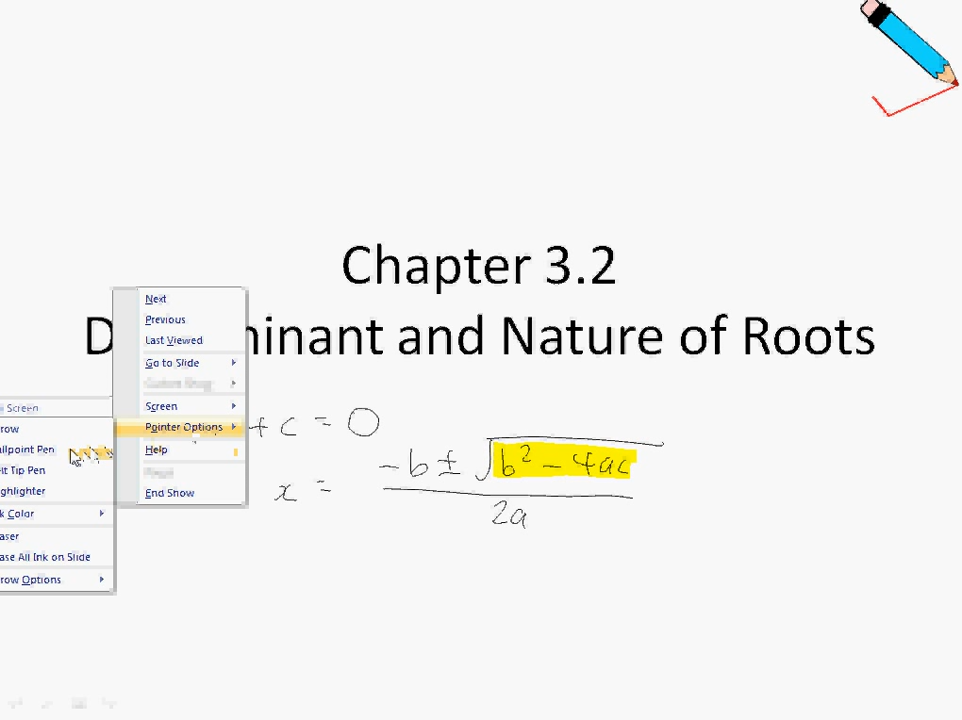 Chapter 3.2
D minant and Nature of Roots
Next
Previous
Last Viewed
Go to Slide
Screen
Pointer Options
Help
End Show
Screen
row
llpoint Pen
lt Tip Pen
ghlighter
k Color
aser
ase All Ink on Slide
row Options
+ c = 0
x = -b ± √b² - 4ac
2a